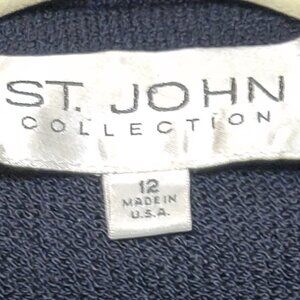 ST. JOHN
COLLECTION
12
MADE IN
U.S.A.